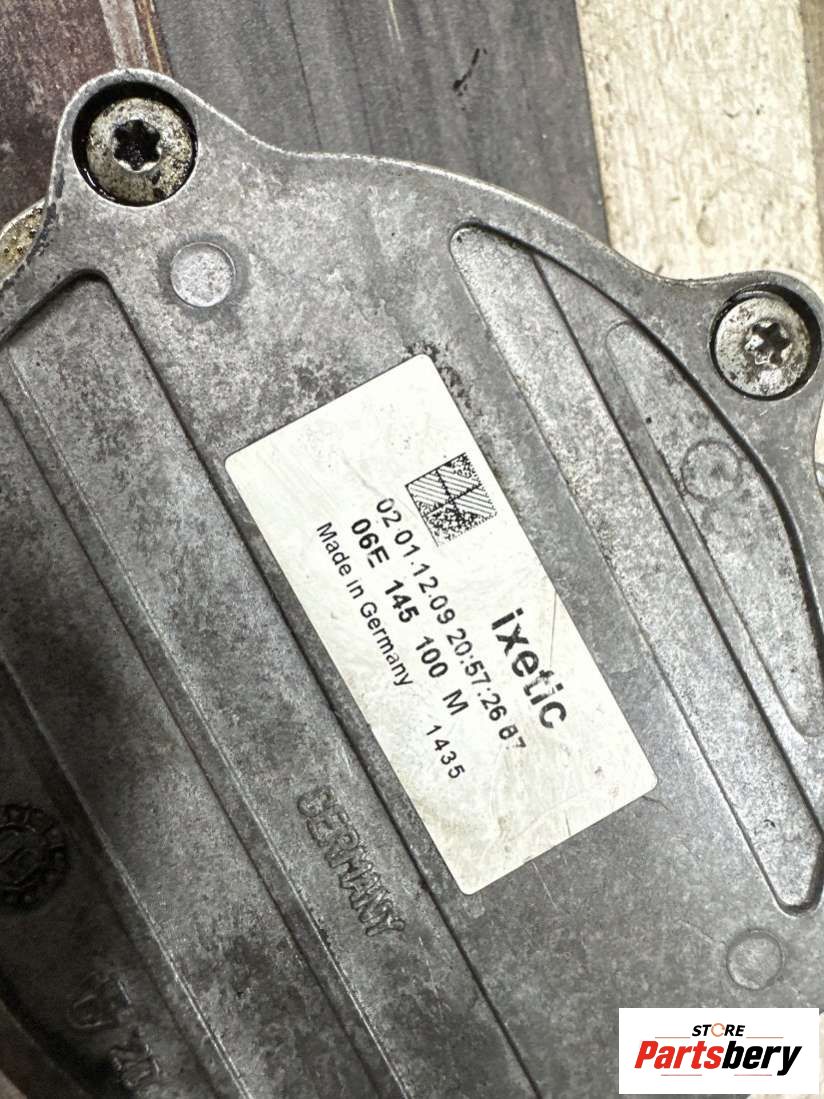 ixetic
02.01.12.09 20:57:26 87
06E 145 100 M
Made in Germany 1435
GERMANY
STORE
Partsbery